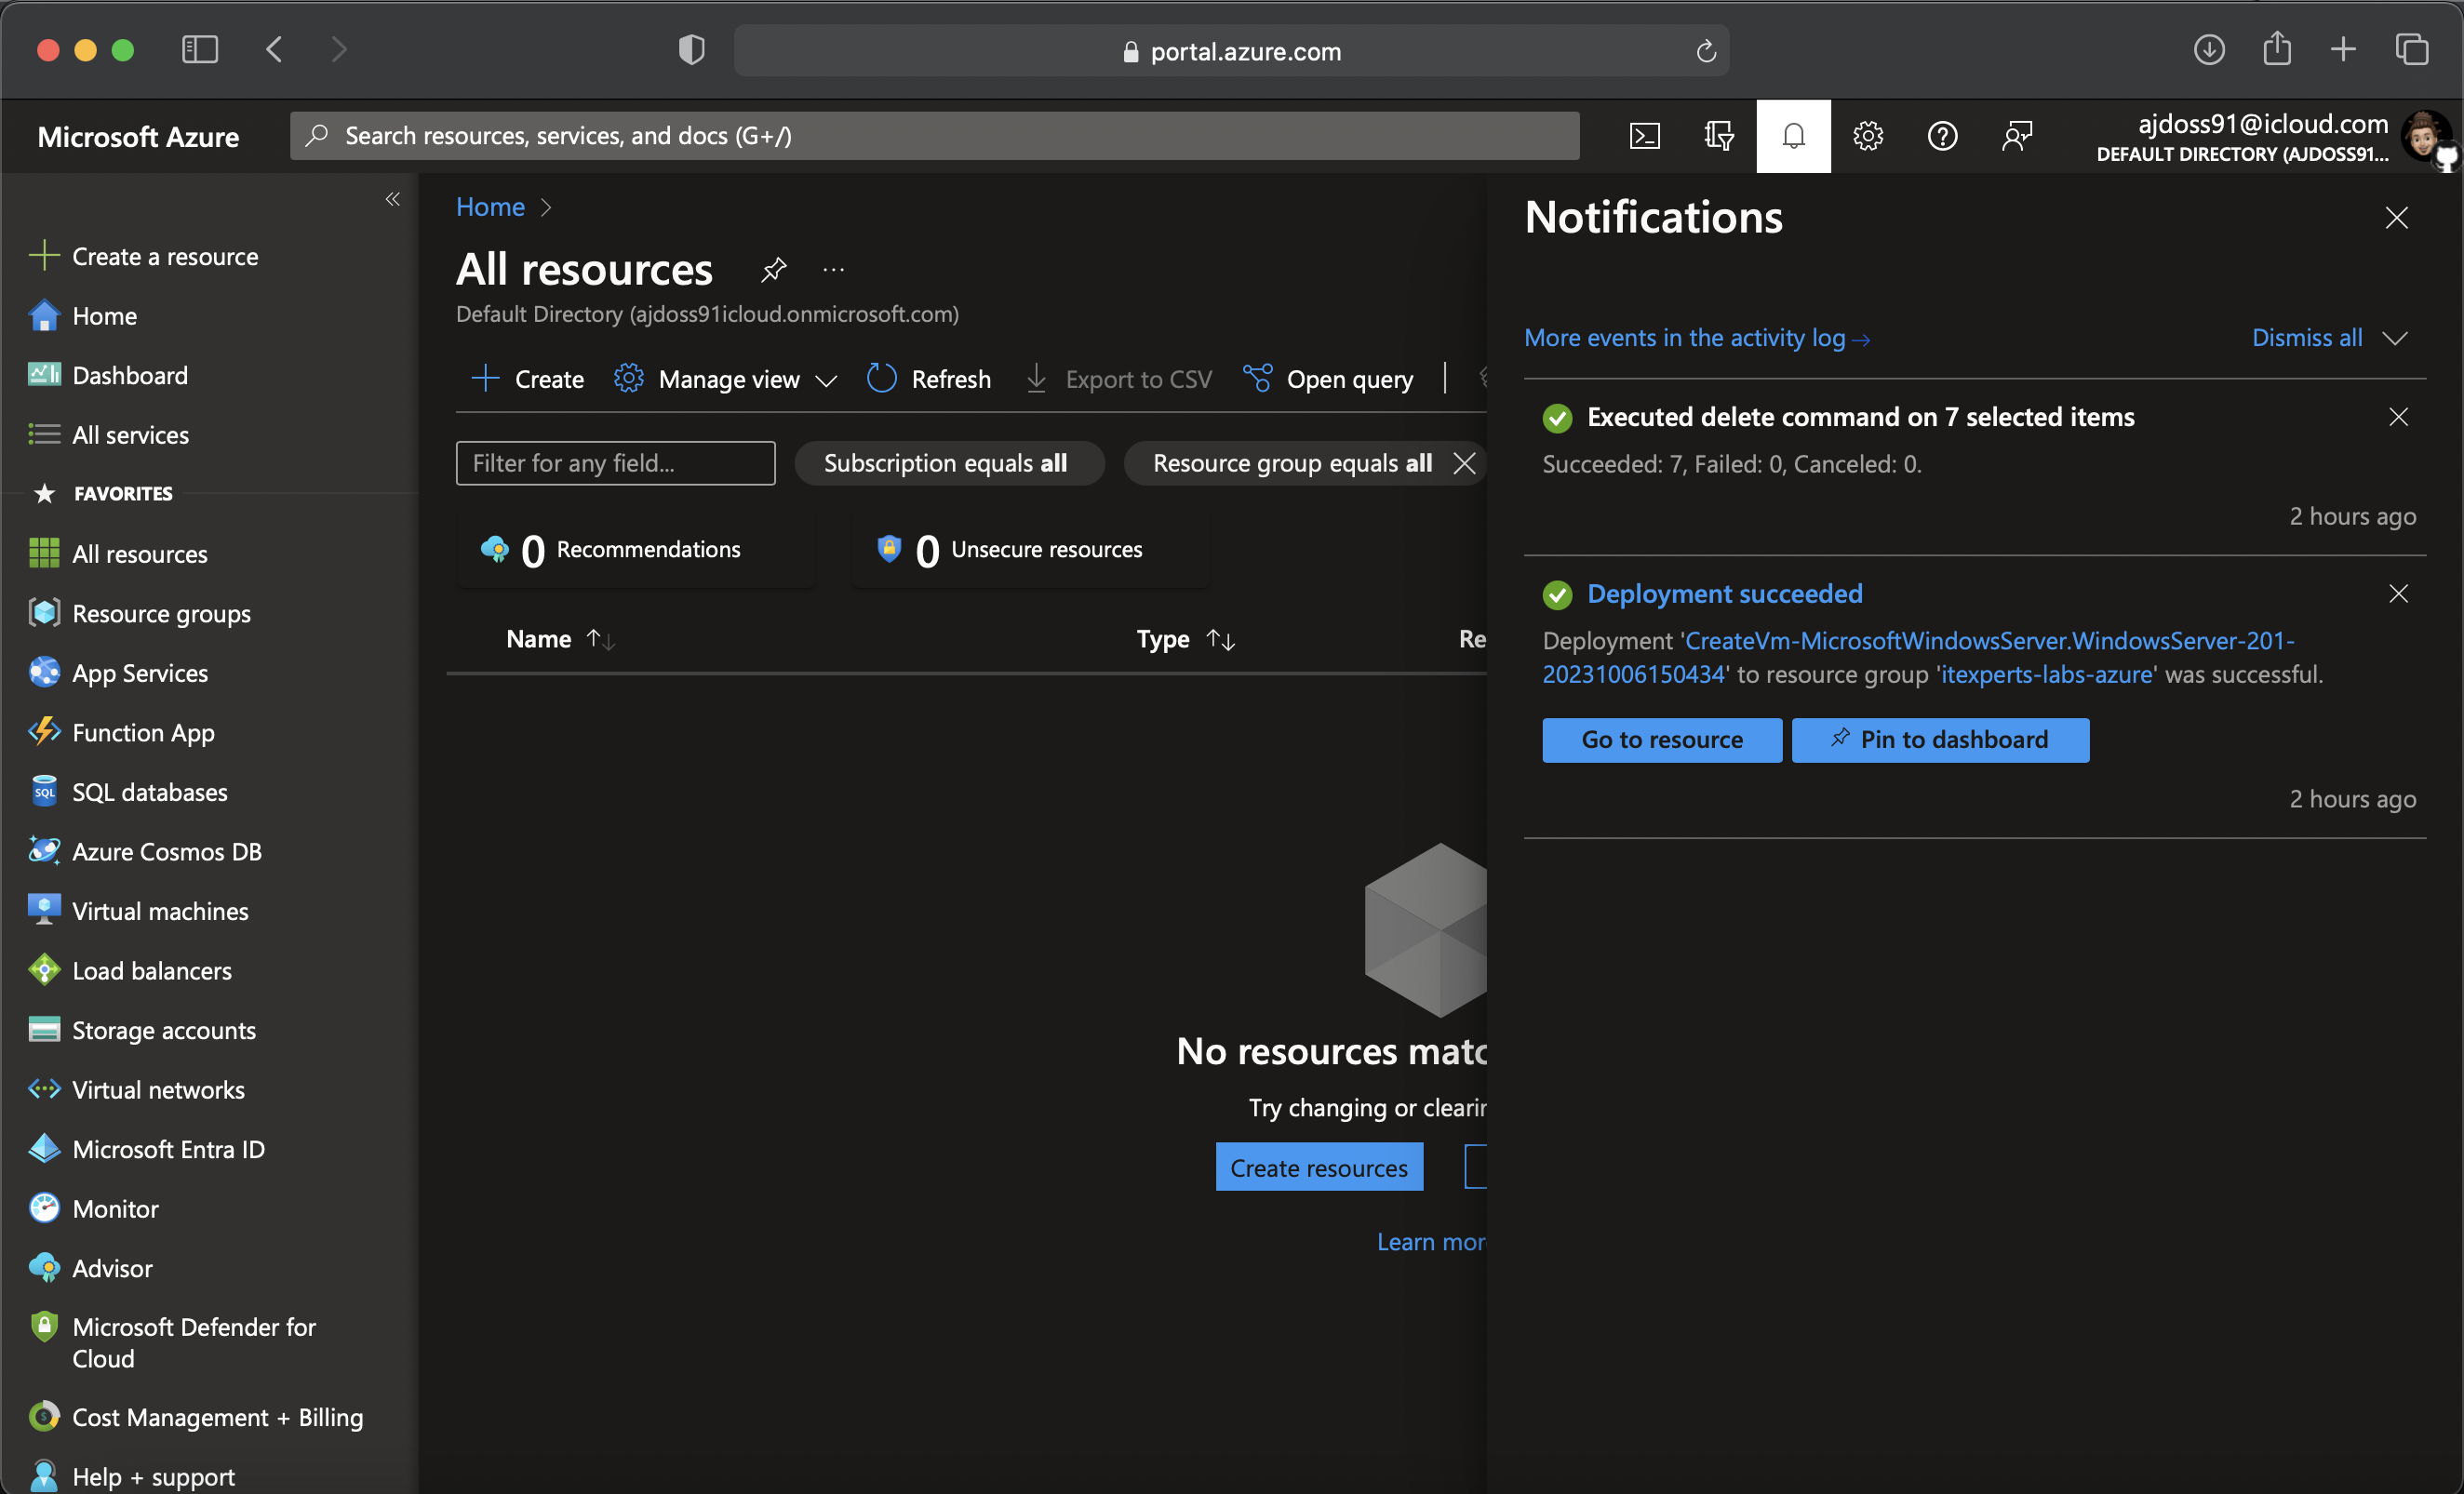 portal.azure.com
Microsoft Azure
Search resources, services, and docs (G+/)
ajdoss91@icloud.com
DEFAULT DIRECTORY (AJDOSS91...
Create a resource
Home
Dashboard
All services
FAVORITES
All resources
Resource groups
App Services
Function App
SQL databases
Azure Cosmos DB
Virtual machines
Load balancers
Storage accounts
Virtual networks
Microsoft Entra ID
Monitor
Advisor
Microsoft Defender for
Cloud
Cost Management + Billing
Help + support
Home
All resources
Default Directory (ajdoss91icloud.onmicrosoft.com)
Create Manage view Refresh Export to CSV Open query
Filter for any field... Subscription equals all Resource group equals all
0 Recommendations 0 Unsecure resources
Name Type Re
No resources matc
Try changing or clearin
Create resources
Learn mor
Notifications
More events in the activity log → Dismiss all
Executed delete command on 7 selected items
Succeeded: 7, Failed: 0, Canceled: 0.
2 hours ago
Deployment succeeded
Deployment 'CreateVm-MicrosoftWindowsServer.WindowsServer-201-
20231006150434' to resource group 'itexperts-labs-azure' was successful.
Go to resource Pin to dashboard
2 hours ago